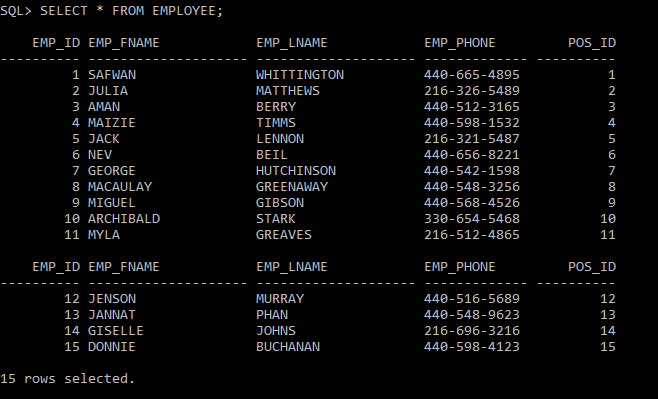 SQL> SELECT * FROM EMPLOYEE;
EMP_ID EMP_FNAME EMP_LNAME EMP_PHONE POS_ID
---------- -------------------- -------------------- ------------ ----------
1 SAFWAN WHITTINGTON 440-665-4895 1
2 JULIA MATTHEWS 216-326-5489 2
3 AMAN BERRY 440-512-3165 3
4 MAIZIE TIMMS 440-598-1532 4
5 JACK LENNON 216-321-5487 5
6 NEV BEIL 440-656-8221 6
7 GEORGE HUTCHINSON 440-542-1598 7
8 MACAULAY GREENAWAY 440-548-3256 8
9 MIGUEL GIBSON 440-568-4526 9
10 ARCHIBALD STARK 330-654-5468 10
11 MYLA GREAVES 216-512-4865 11
EMP_ID EMP_FNAME EMP_LNAME EMP_PHONE POS_ID
---------- -------------------- -------------------- ------------ ----------
12 JENSON MURRAY 440-516-5689 12
13 JANNAT PHAN 440-548-9623 13
14 GISELLE JOHNS 216-696-3216 14
15 DONNIE BUCHANAN 440-598-4123 15
15 rows selected.